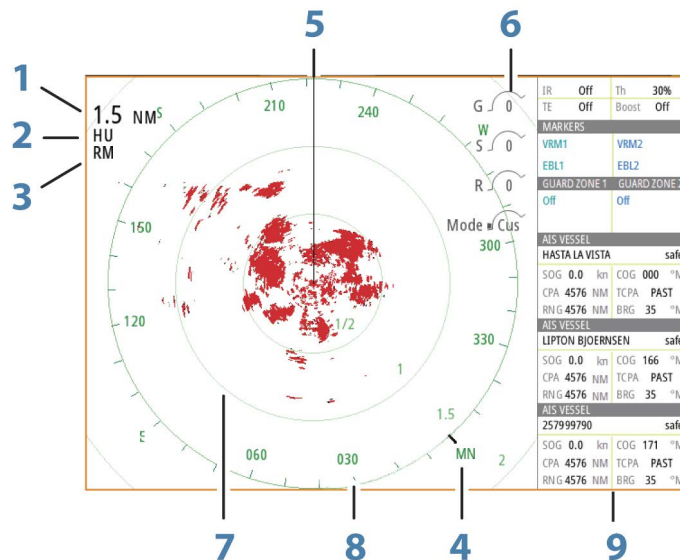 5
6
1
2
3
1.5 NM
HU
RM
S
210
240
W
300
330
MN
030
060
E
120
150
1/2
1
1.5
2
G 0
S 0
R 0
Mode Cus
IR Off Th 30%
TE Off Boost Off
MARKERS
VRM1 VRM2
EBL1 EBL2
GUARD ZONE 1 GUARD ZONE 2
Off Off
AIS VESSEL
HASTA LA VISTA safe
SOG 0.0 kn COG 000 °M
CPA 4576 NM TCPA PAST
RNG 4576 NM BRG 35 °M
AIS VESSEL
LIPTON BJOERNSEN safe
SOG 0.0 kn COG 166 °M
CPA 4576 NM TCPA PAST
RNG 4576 NM BRG 35 °M
AIS VESSEL
257999790 safe
SOG 0.0 kn COG 171 °M
CPA 4576 NM TCPA PAST
RNG 4576 NM BRG 35 °M
7
8
4
9